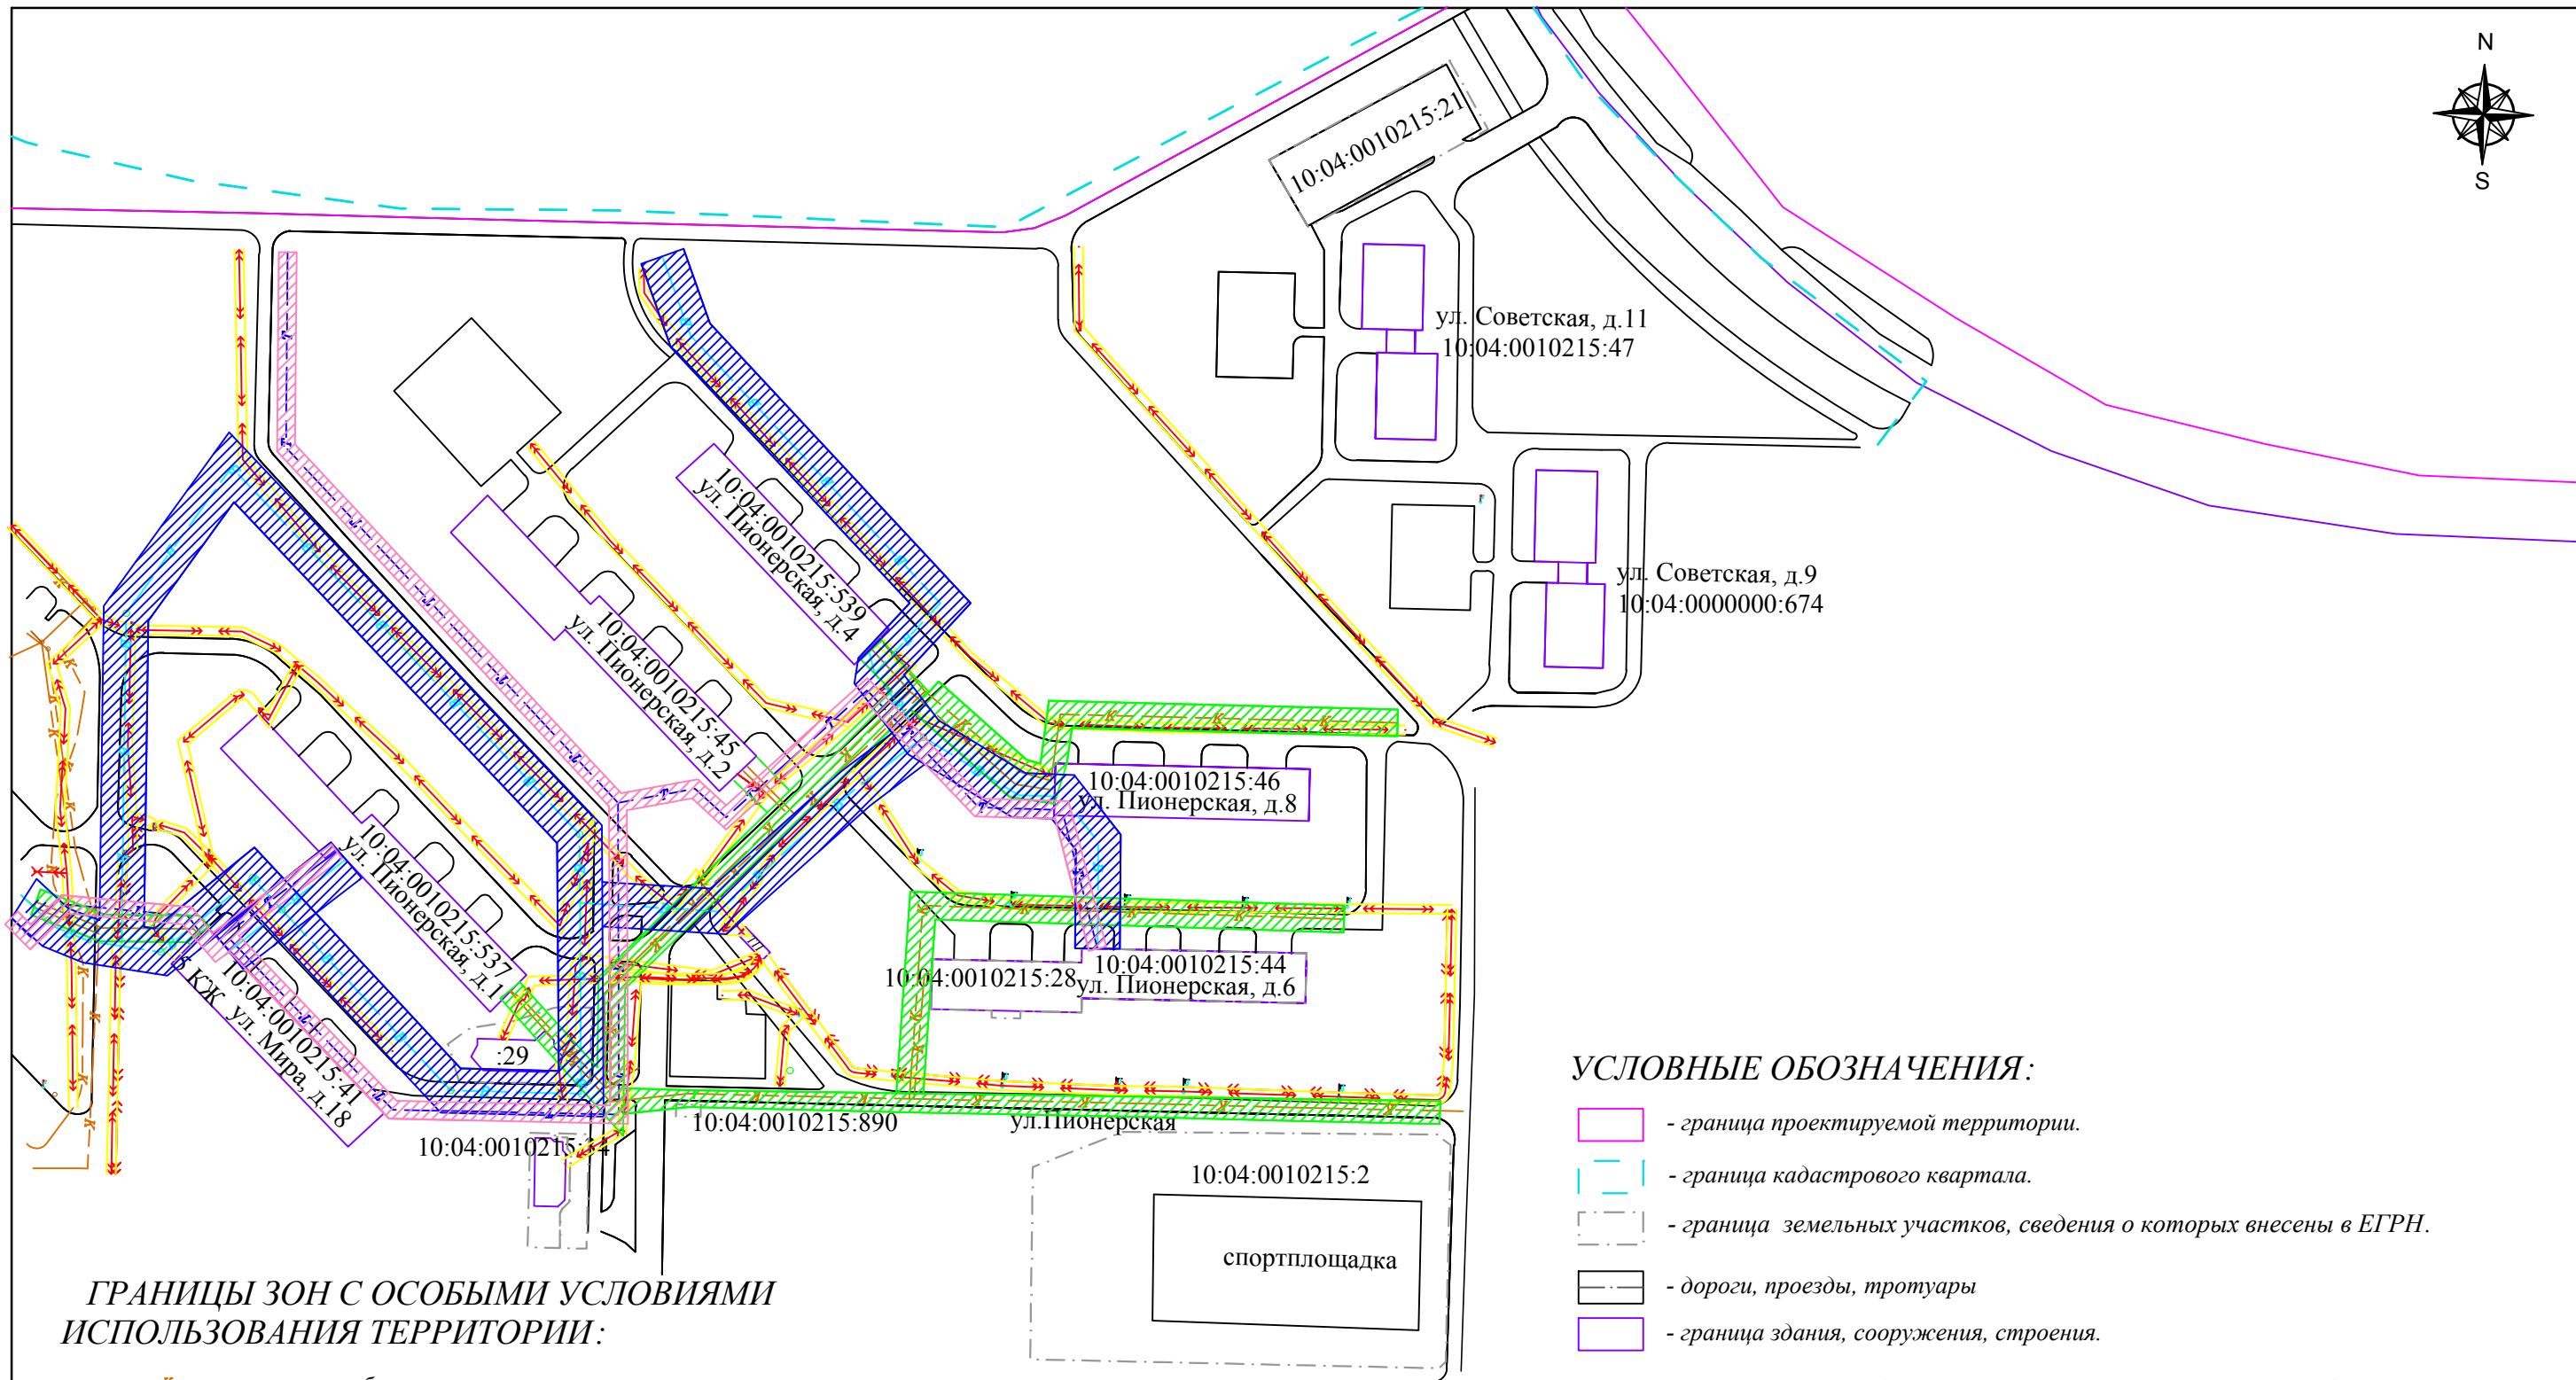 N
S
10:04:0010215:21
ул. Советская, д.11
10:04:0010215:47
10:04:0010215:539
ул. Пионерская, д.4
ул. Советская, д.9
10:04:0000000:674
10:04:0010215:45
ул. Пионерская, д.2
10:04:0010215:46
ул. Пионерская, д.8
10:04:0010215:537
ул. Пионерская, д.1
10:04:0010215:28
10:04:0010215:44
ул. Пионерская, д.6
10:04:0010215:41
5 КЖ ул. Мира, д.18
:29
10:04:0010215:890
ул.Пионерская
10:04:0010215:2
спортплощадка
УСЛОВНЫЕ ОБОЗНАЧЕНИЯ:
- граница проектируемой территории.
- граница кадастрового квартала.
- граница земельных участков, сведения о которых внесены в ЕГРН.
- дороги, проезды, тротуары
- граница здания, сооружения, строения.
ГРАНИЦЫ ЗОН С ОСОБЫМИ УСЛОВИЯМИ
ИСПОЛЬЗОВАНИЯ ТЕРРИТОРИИ: